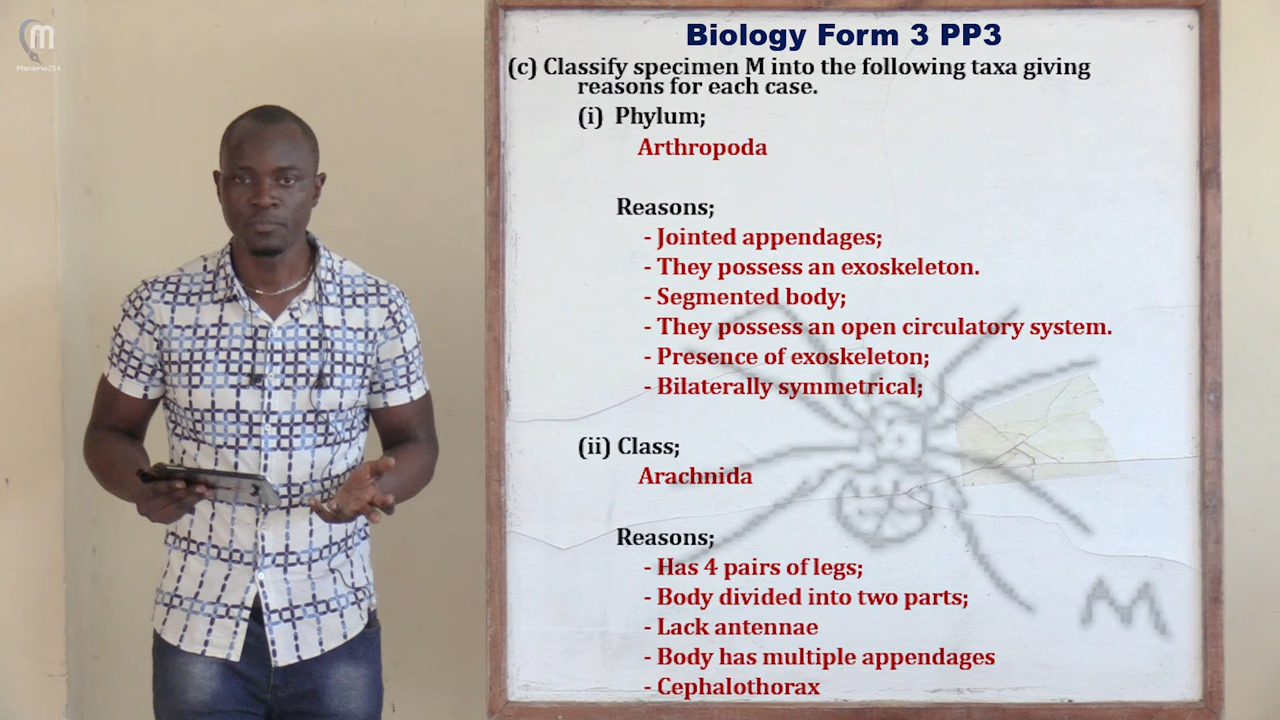 M
Manama254
Biology Form 3 PP3
(c) Classify specimen M into the following taxa giving
reasons for each case.
(i) Phylum;
Arthropoda
Reasons;
- Jointed appendages;
- They possess an exoskeleton.
- Segmented body;
- They possess an open circulatory system.
- Presence of exoskeleton;
- Bilaterally symmetrical;
(ii) Class;
Arachnida
Reasons;
- Has 4 pairs of legs;
- Body divided into two parts;
- Lack antennae
- Body has multiple appendages
- Cephalothorax
M